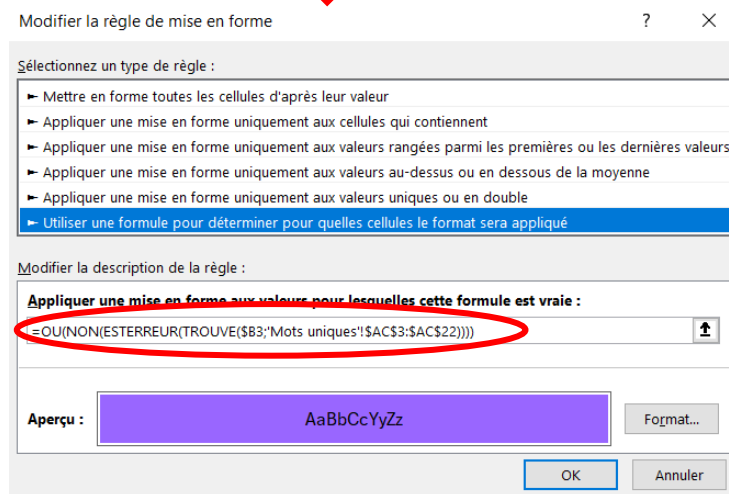 Modifier la règle de mise en forme ? ×
Sélectionnez un type de règle :
► Mettre en forme toutes les cellules d'après leur valeur
► Appliquer une mise en forme uniquement aux cellules qui contiennent
► Appliquer une mise en forme uniquement aux valeurs rangées parmi les premières ou les dernières valeurs
► Appliquer une mise en forme uniquement aux valeurs au-dessus ou en dessous de la moyenne
► Appliquer une mise en forme uniquement aux valeurs uniques ou en double
► Utiliser une formule pour déterminer pour quelles cellules le format sera appliqué
Modifier la description de la règle :
Appliquer une mise en forme aux valeurs pour lesquelles cette formule est vraie :
=OU(NON(ESTERREUR(TROUVE($B3;'Mots uniques'!$AC$3:$AC$22))))
Aperçu : AaBbCcYyZz Format...
OK Annuler